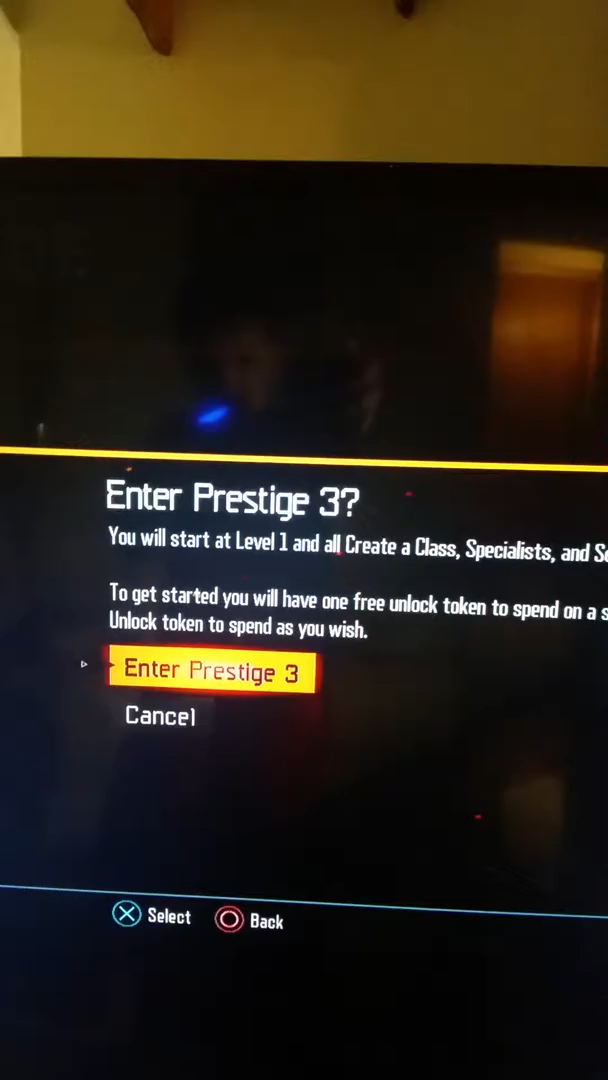 Enter Prestige 3?
You will start at Level 1 and all Create a Class, Specialists, and
To get started you will have one free unlock token to spend on a
Unlock token to spend as you wish.
Enter Prestige 3
Cancel
Select Back